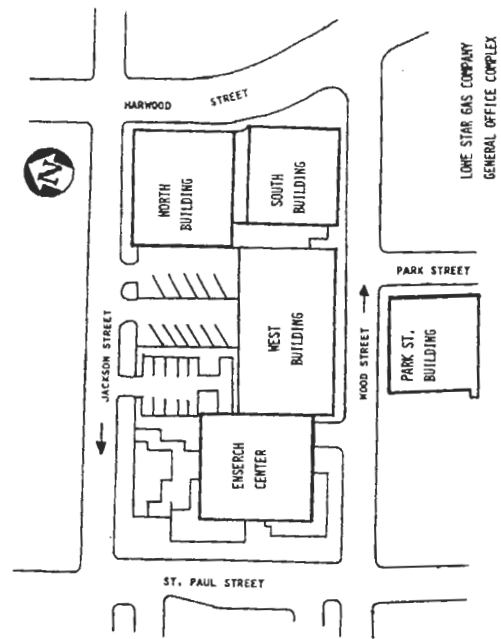 HARWOOD STREET
N
NORTH
BUILDING
SOUTH
BUILDING
LONE STAR GAS COMPANY
GENERAL OFFICE COMPLEX
PARK STREET
JACKSON STREET
WEST
BUILDING
WOOD STREET
PARK ST.
BUILDING
ENSERCH
CENTER
ST. PAUL STREET